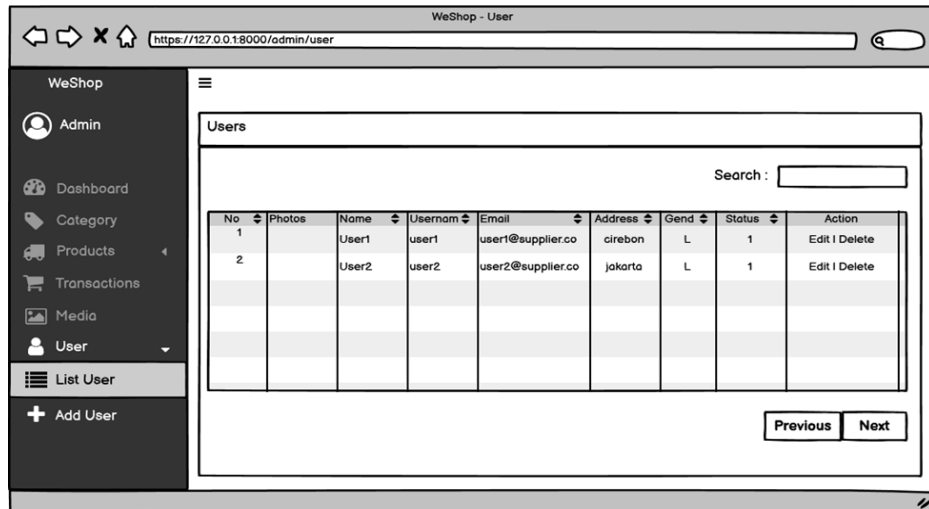 WeShop - User
https://127.0.0.1:8000/admin/user
WeShop
Admin
Dashboard
Category
Products
Transactions
Media
User
List User
Add User
Users
Search :
No Photos Name Usernam Email Address Gend Status Action
1 User1 user1 user1@supplier.co cirebon L 1 Edit | Delete
2 User2 user2 user2@supplier.co jakarta L 1 Edit | Delete
Previous Next